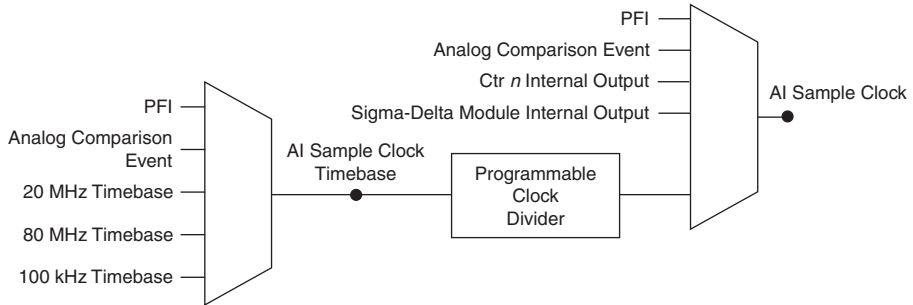 PFI
Analog Comparison Event
Ctr n Internal Output
Sigma-Delta Module Internal Output
AI Sample Clock
PFI
Analog Comparison
Event
20 MHz Timebase
80 MHz Timebase
100 kHz Timebase
AI Sample Clock
Timebase
Programmable
Clock
Divider